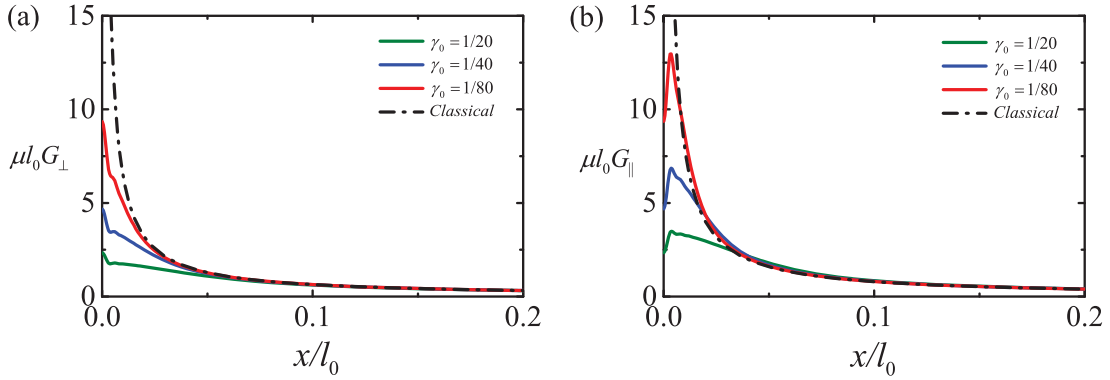 (a)
15
10
5
0
μl₀G⊥
γ₀ = 1/20
γ₀ = 1/40
γ₀ = 1/80
Classical
0.0 0.1 0.2
x/l₀
(b)
15
10
5
0
μl₀G∥
γ₀ = 1/20
γ₀ = 1/40
γ₀ = 1/80
Classical
0.0 0.1 0.2
x/l₀